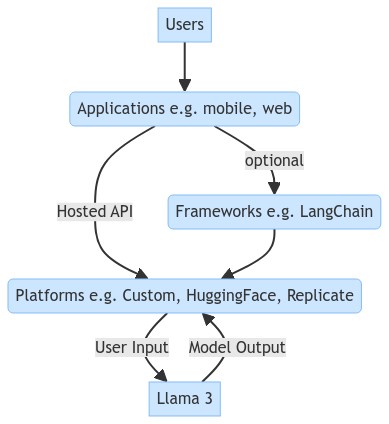 Users
Applications e.g. mobile, web
optional
Hosted API
Frameworks e.g. LangChain
Platforms e.g. Custom, HuggingFace, Replicate
User Input
Model Output
Llama 3